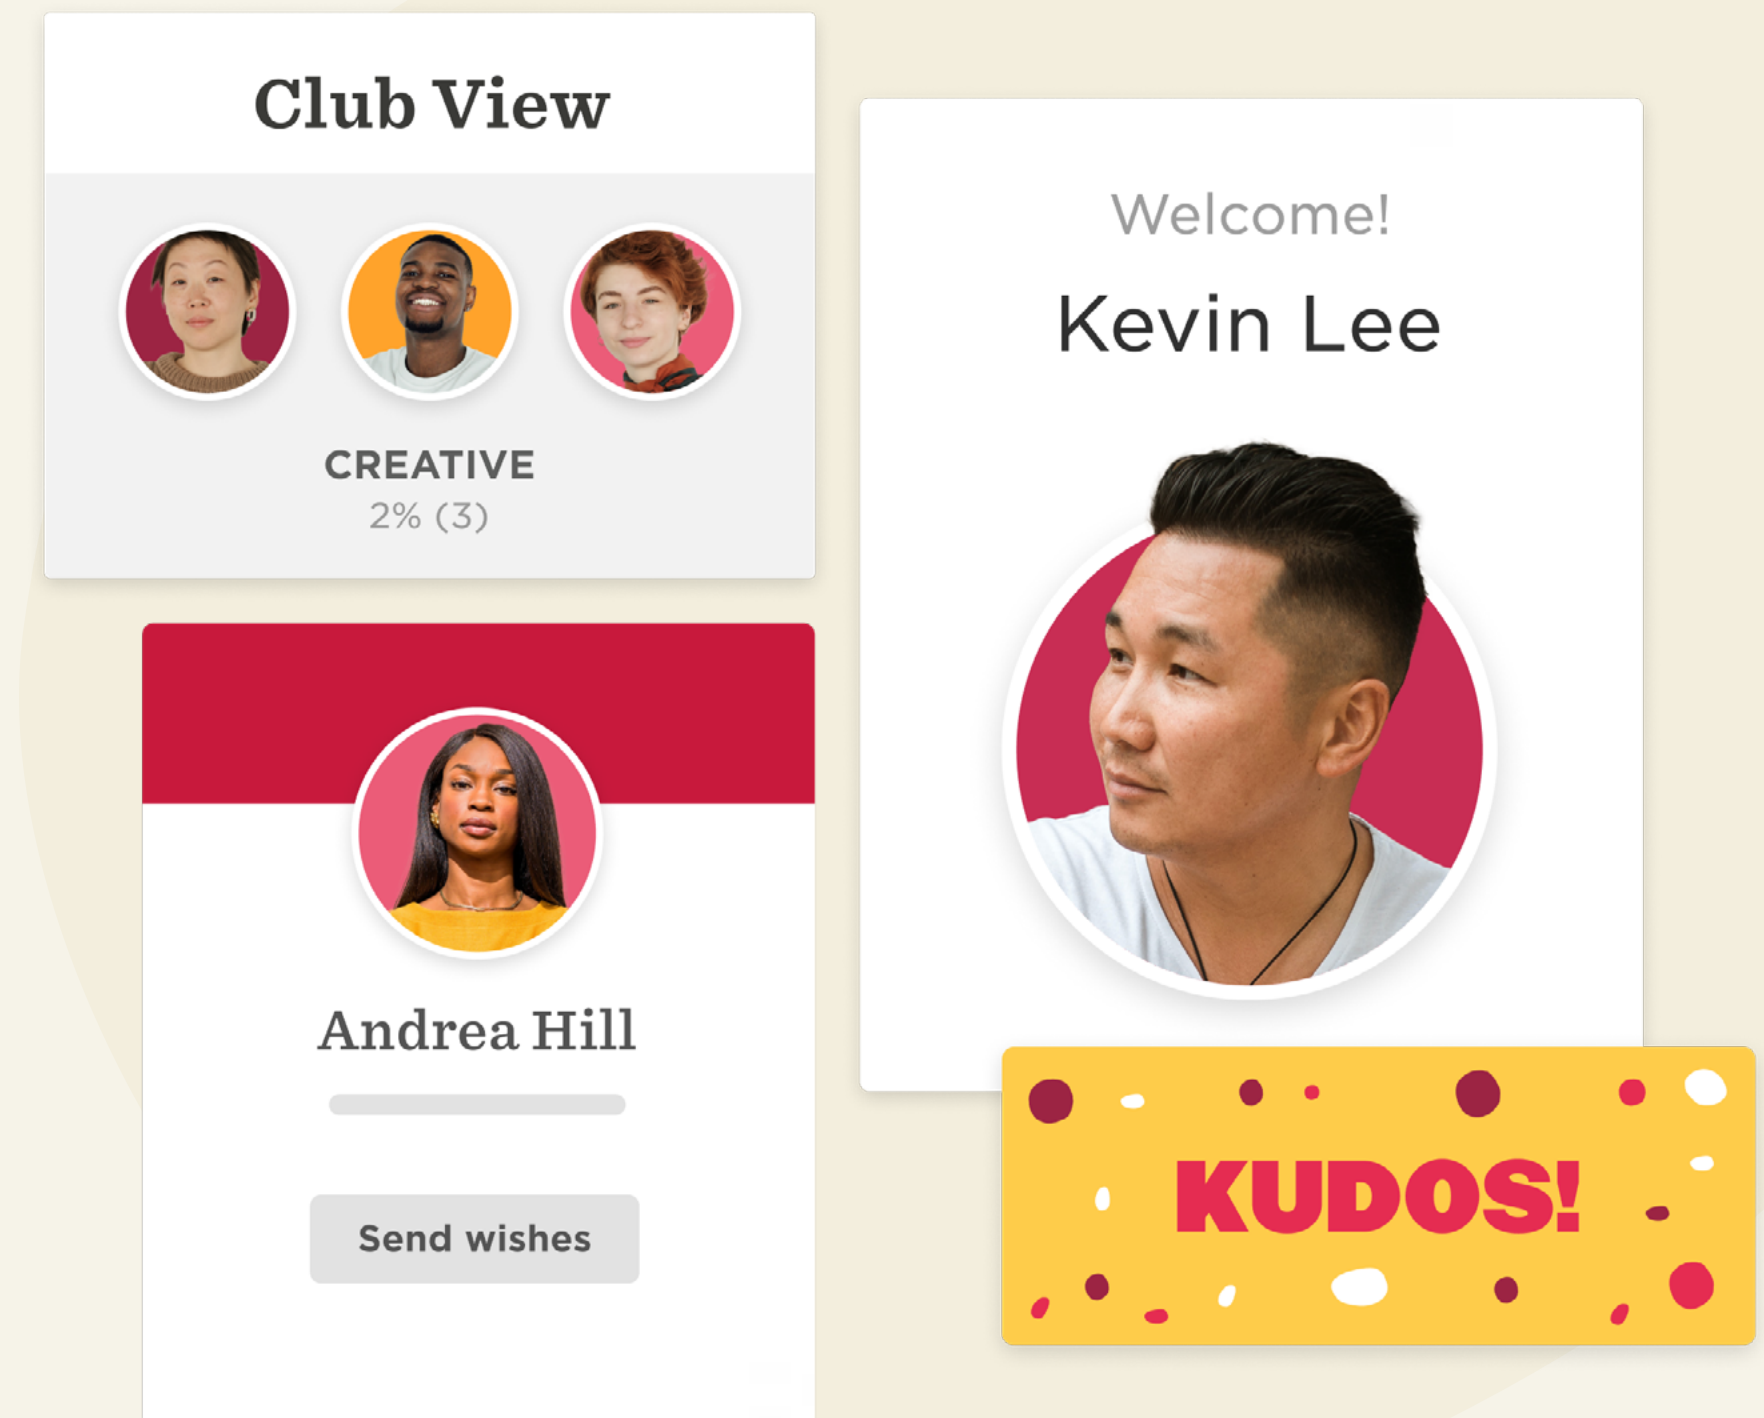 Club View
CREATIVE
2% (3)
Welcome!
Kevin Lee
Andrea Hill
Send wishes
KUDOS!